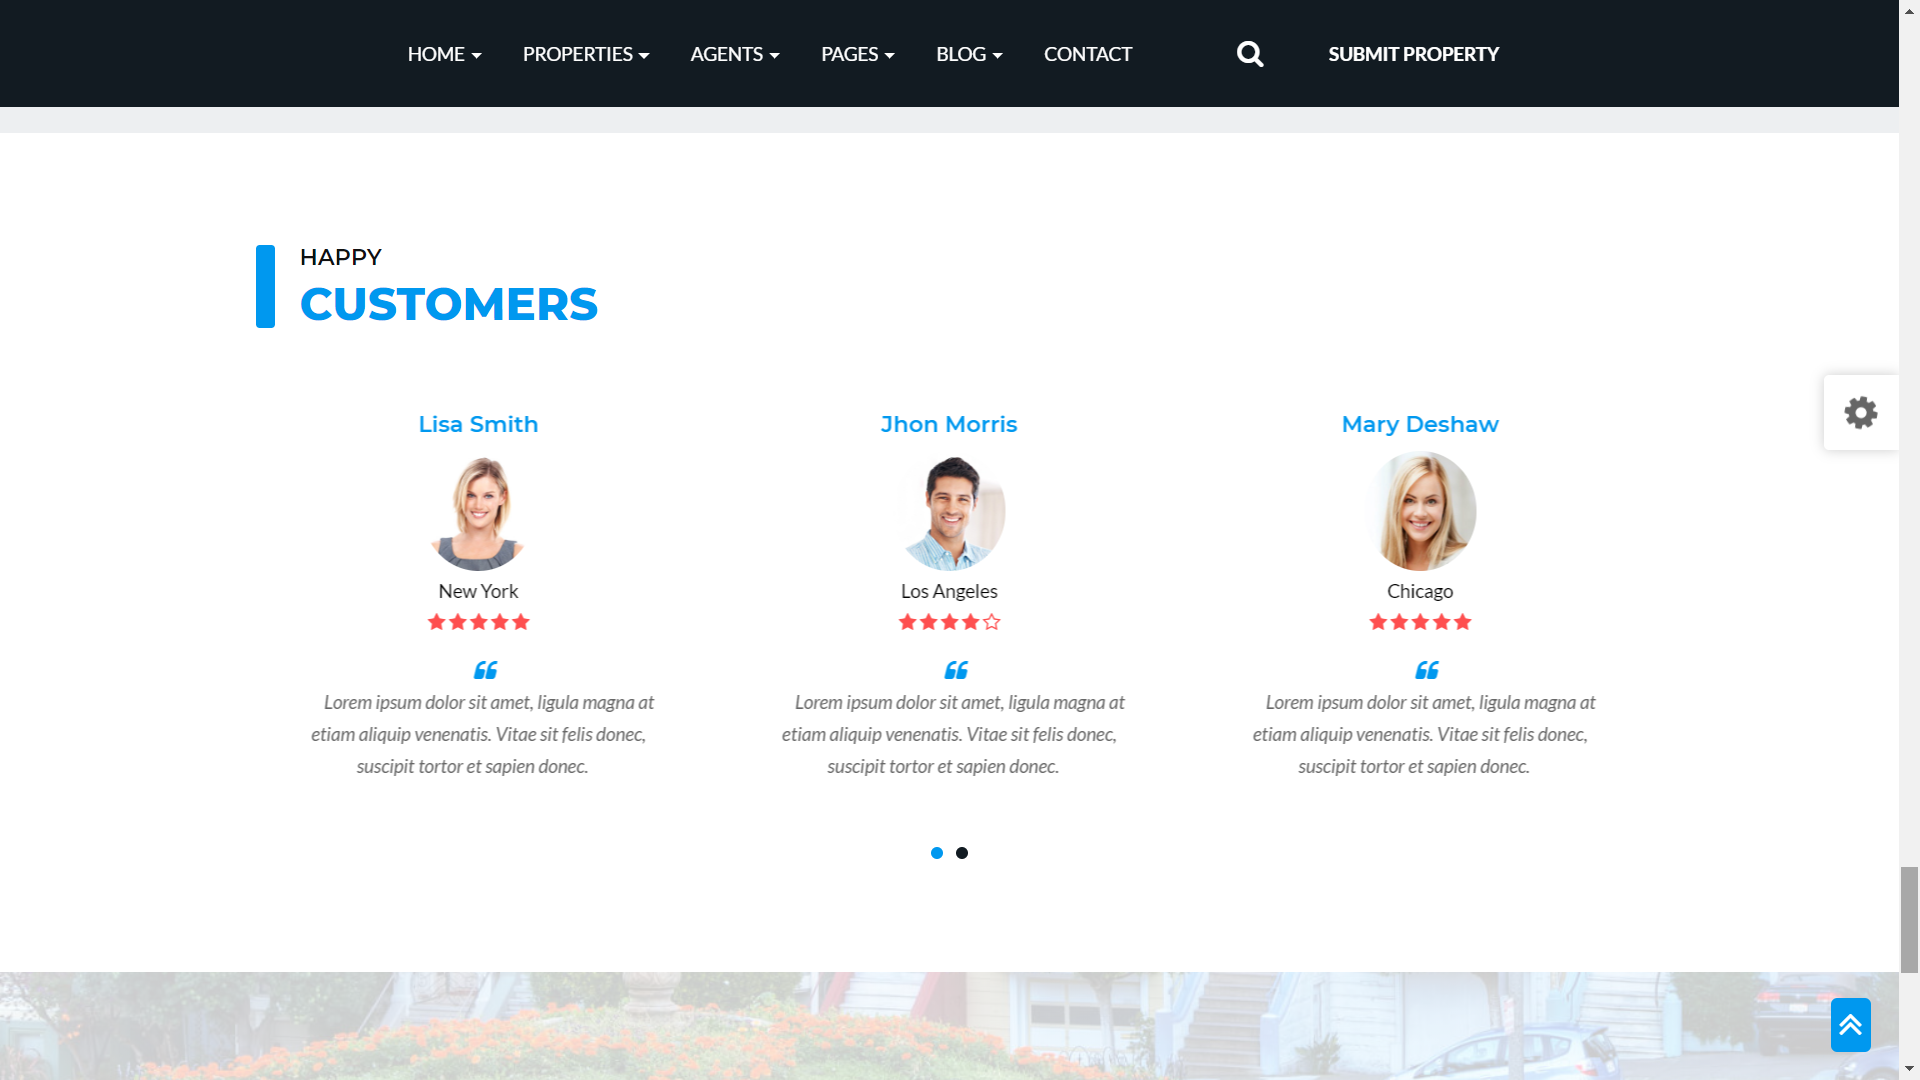 HOME PROPERTIES AGENTS PAGES BLOG CONTACT SUBMIT PROPERTY
HAPPY
CUSTOMERS
Lisa Smith
New York
Lorem ipsum dolor sit amet, ligula magna at
etiam aliquip venenatis. Vitae sit felis donec,
suscipit tortor et sapien donec.
Jhon Morris
Los Angeles
Lorem ipsum dolor sit amet, ligula magna at
etiam aliquip venenatis. Vitae sit felis donec,
suscipit tortor et sapien donec.
Mary Deshaw
Chicago
Lorem ipsum dolor sit amet, ligula magna at
etiam aliquip venenatis. Vitae sit felis donec,
suscipit tortor et sapien donec.